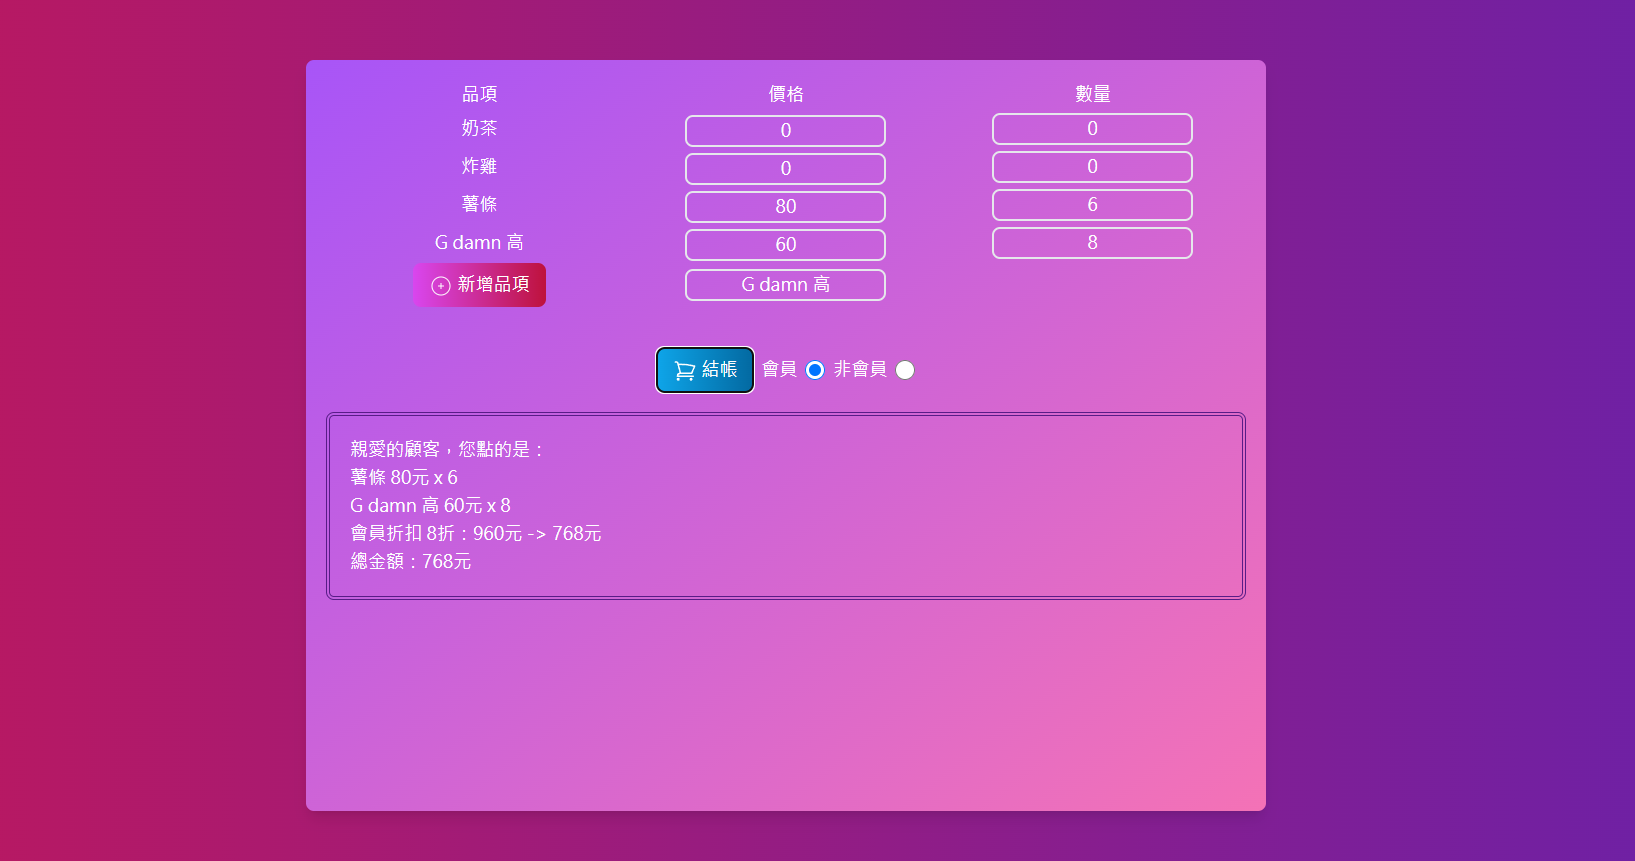 品項 價格 數量
奶茶 0 0
炸雞 0 0
薯條 80 6
G damn 高 60 8
新增品項 G damn 高
結帳 會員 非會員
親愛的顧客，您點的是：
薯條 80元 x 6
G damn 高 60元 x 8
會員折扣 8折：960元 -> 768元
總金額：768元